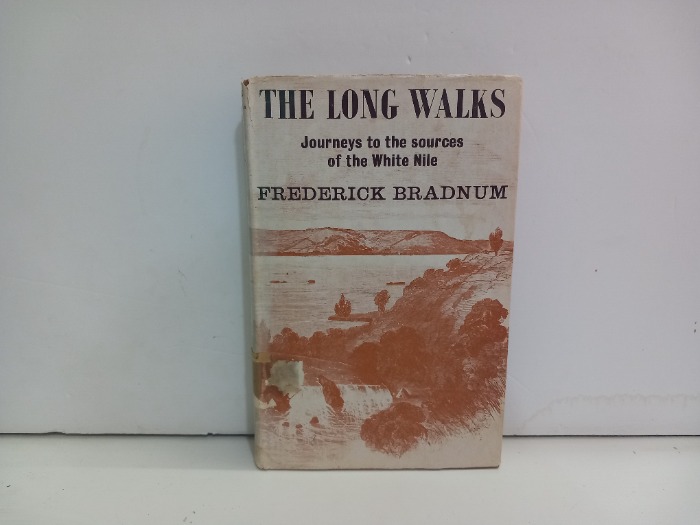 THE LONG WALKS
Journeys to the sources
of the White Nile
FREDERICK BRADNUM